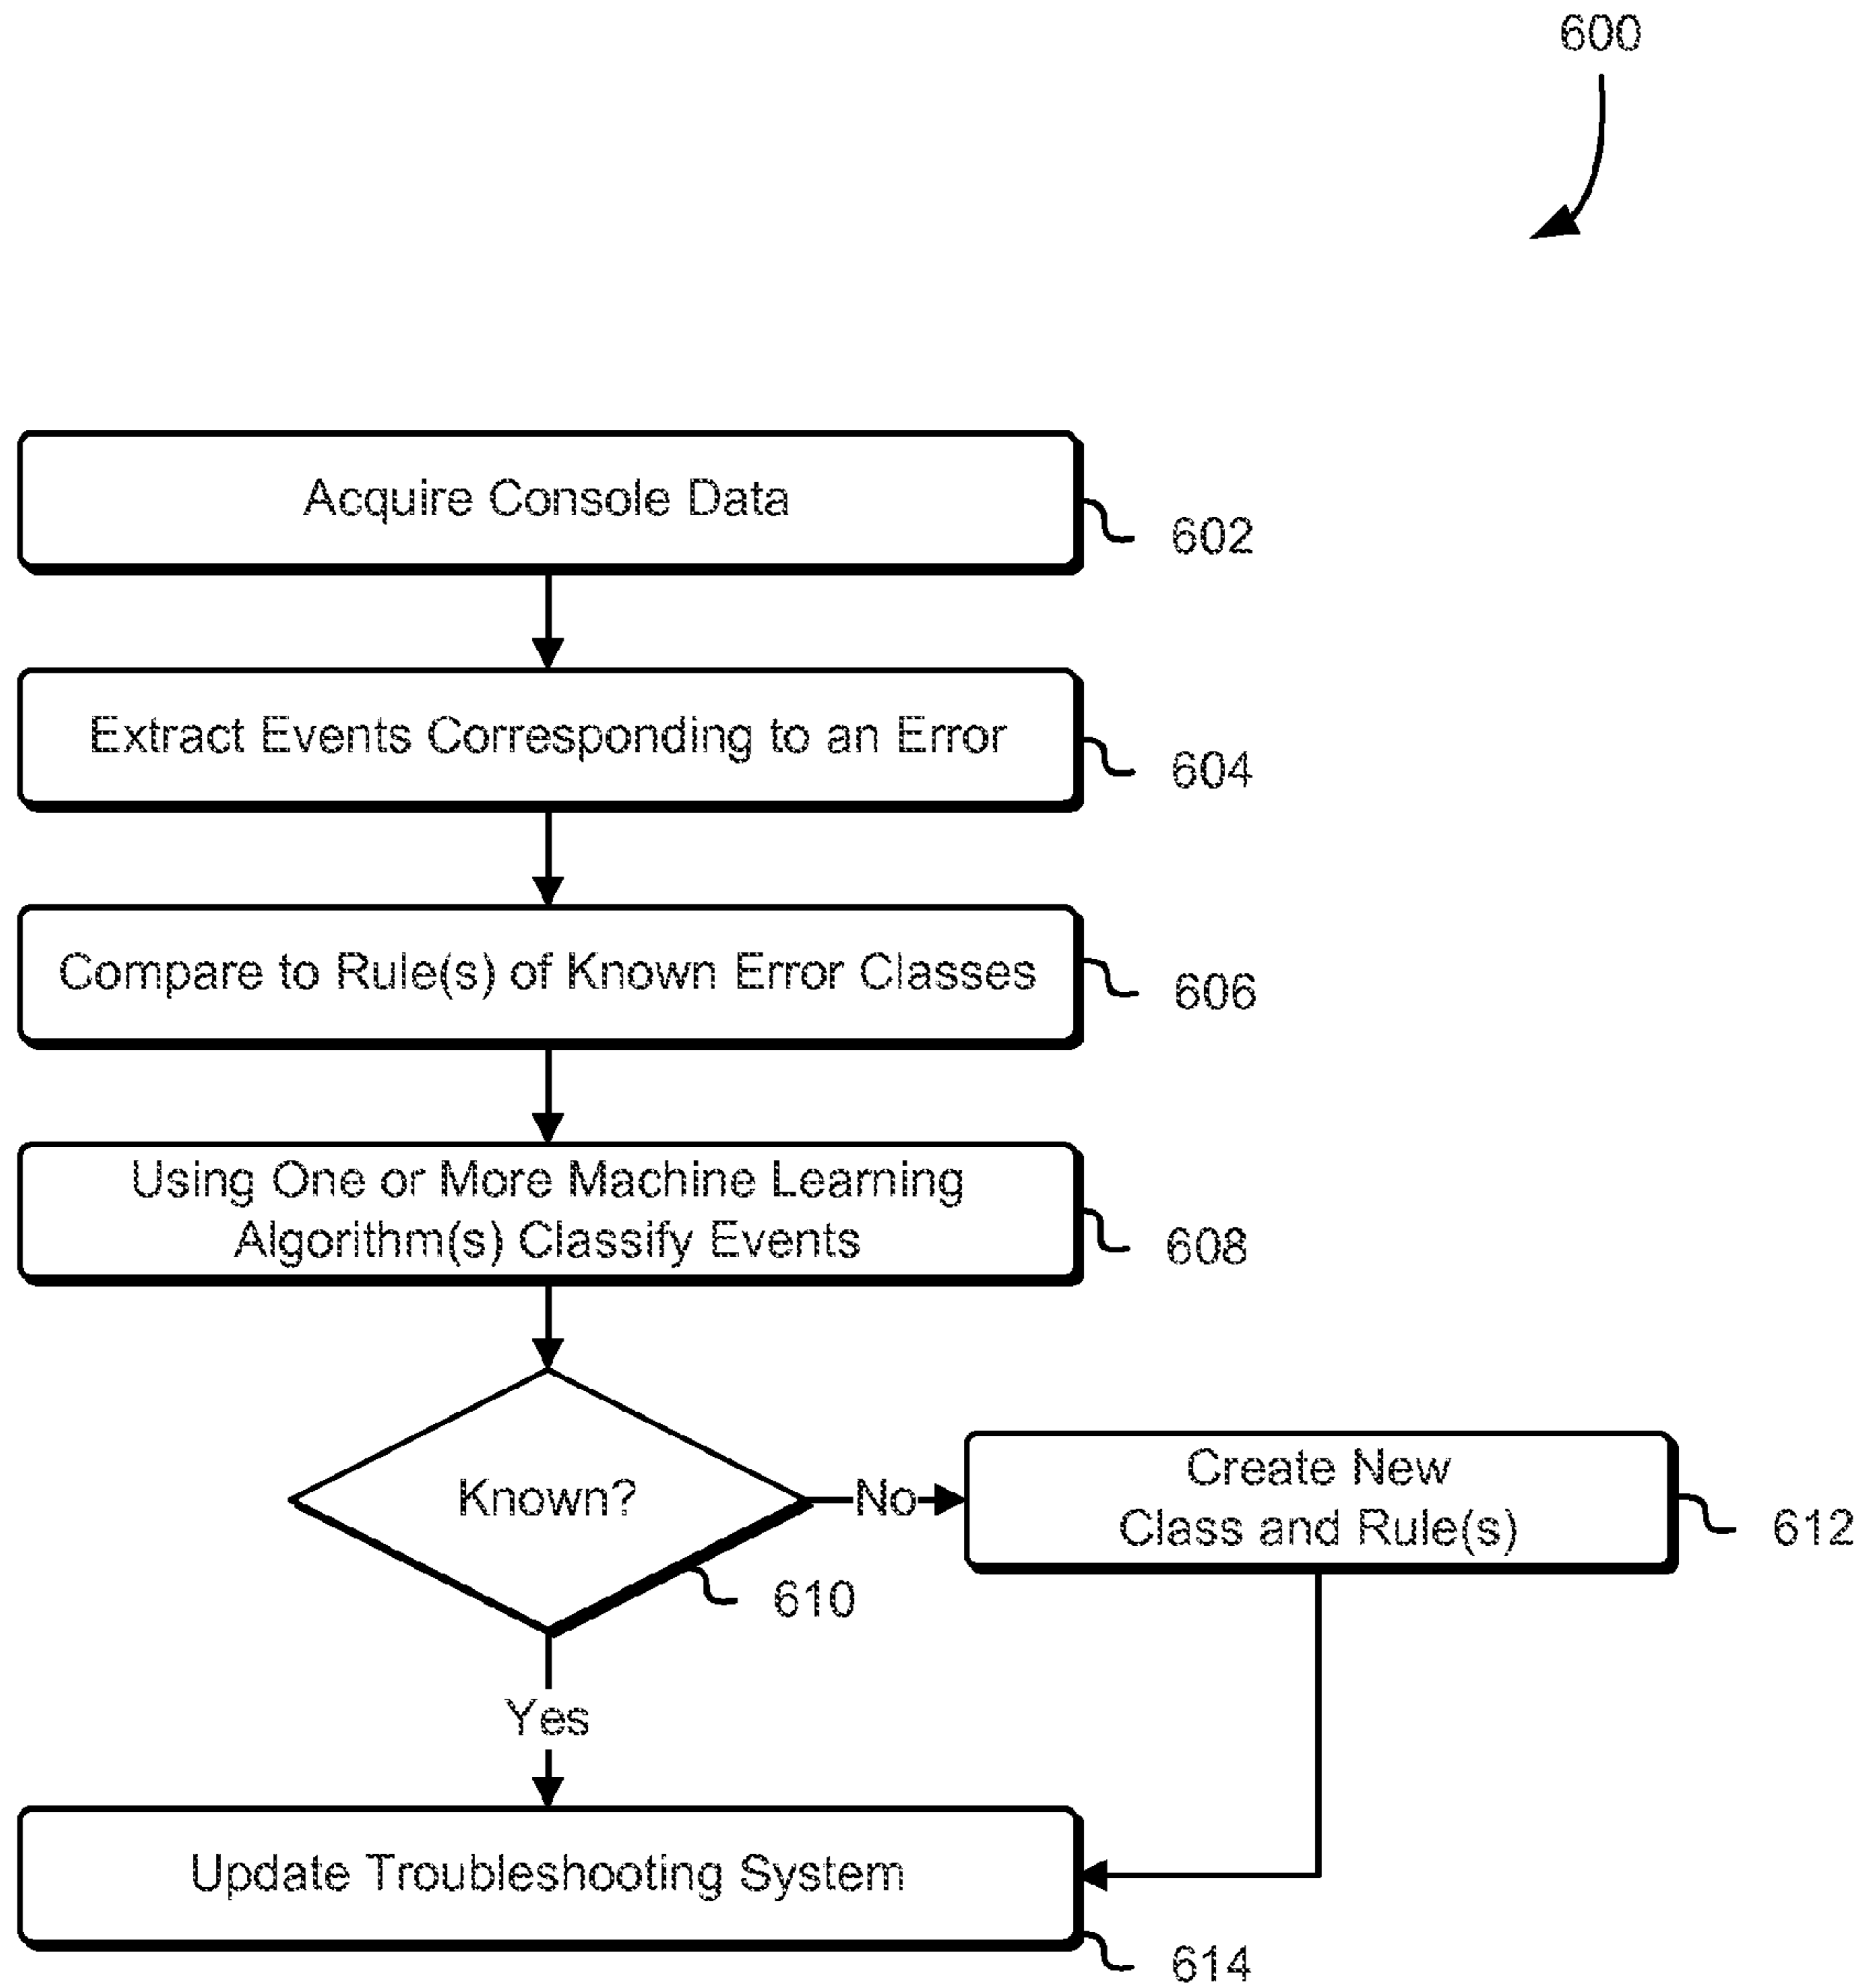 600
Acquire Console Data
602
Extract Events Corresponding to an Error
604
Compare to Rule(s) of Known Error Classes
606
Using One or More Machine Learning
Algorithm(s) Classify Events
608
Known?
No
Create New
Class and Rule(s)
612
610
Yes
Update Troubleshooting System
614